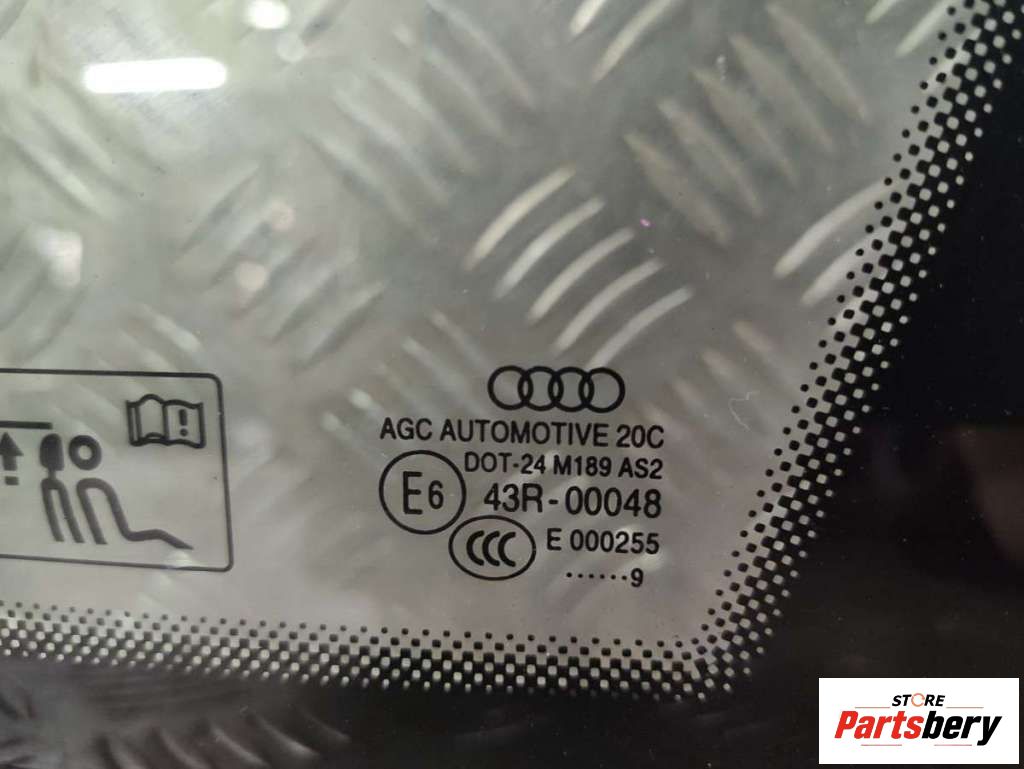 AGC AUTOMOTIVE 20C
DOT-24 M189 AS2
E6 43R-00048
CCC E 000255
······9
STORE
Partsbery